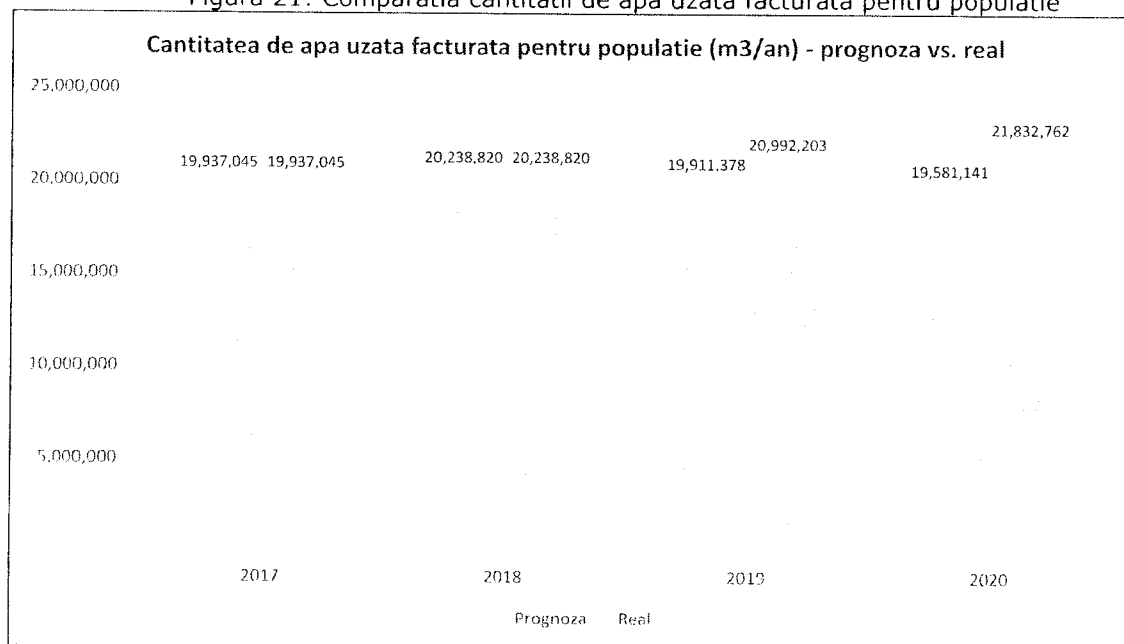 Figura 21: Comparatia cantitatii de apa uzata facturata pentru populatie
Cantitatea de apa uzata facturata pentru populatie (m3/an) - prognoza vs. real
25,000,000
21,832,762
20,992,203
19,937,045 19,937,045 20,238,820 20,238,820 19,911,378 19,581,141
20,000,000
15,000,000
10,000,000
5,000,000
2017 2018 2019 2020
Prognoza Real